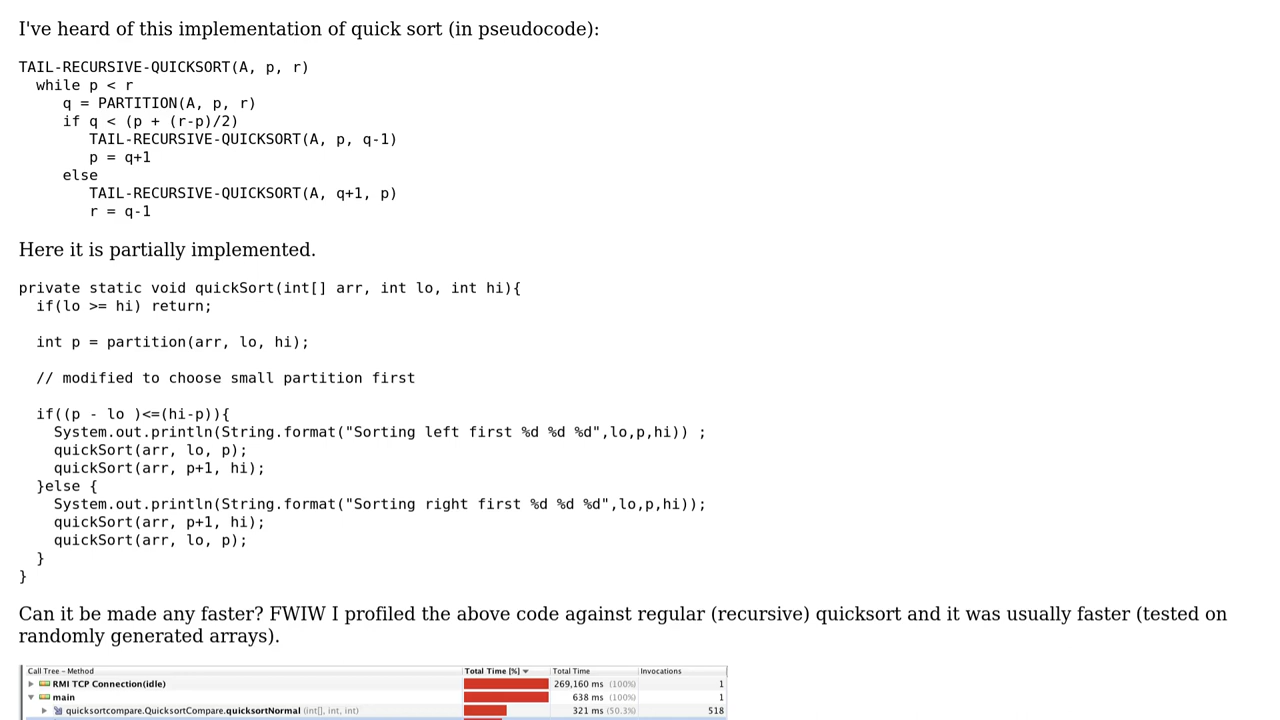 I've heard of this implementation of quick sort (in pseudocode):
TAIL-RECURSIVE-QUICKSORT(A, p, r)
  while p < r
     q = PARTITION(A, p, r)
     if q < (p + (r-p)/2)
        TAIL-RECURSIVE-QUICKSORT(A, p, q-1)
        p = q+1
     else
        TAIL-RECURSIVE-QUICKSORT(A, q+1, p)
        r = q-1
Here it is partially implemented.
private static void quickSort(int[] arr, int lo, int hi){
  if(lo >= hi) return;
  int p = partition(arr, lo, hi);
  // modified to choose small partition first
  if((p - lo )<=(hi-p)){
    System.out.println(String.format("Sorting left first %d %d %d",lo,p,hi)) ;
    quickSort(arr, lo, p);
    quickSort(arr, p+1, hi);
  }else {
    System.out.println(String.format("Sorting right first %d %d %d",lo,p,hi));
    quickSort(arr, p+1, hi);
    quickSort(arr, lo, p);
  }
}
Can it be made any faster? FWIW I profiled the above code against regular (recursive) quicksort and it was usually faster (tested on
randomly generated arrays).
Call Tree – Method Total Time [%] Total Time Invocations
RMI TCP Connection(idle) 269,160 ms (100%) 1
main 638 ms (100%) 1
quicksortcompare.QuicksortCompare.quicksortNormal (int[], int, int) 321 ms (50.3%) 518